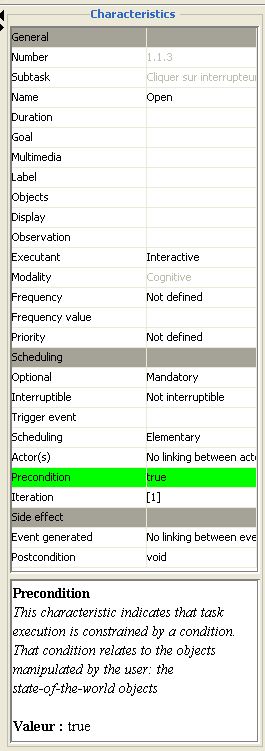 Characteristics
General
Number 1.1.3
Subtask Cliquer sur interrupteu
Name Open
Duration
Goal
Multimedia
Label
Objects
Display
Observation
Executant Interactive
Modality Cognitive
Frequency Not defined
Frequency value
Priority Not defined
Scheduling
Optional Mandatory
Interruptible Not interruptible
Trigger event
Scheduling Elementary
Actor(s) No linking between acto
Precondition true
Iteration [1]
Side effect
Event generated No linking between eve
Postcondition void
Precondition
This characteristic indicates that task
execution is constrained by a condition.
That condition relates to the objects
manipulated by the user: the
state-of-the-world objects
Valeur : true